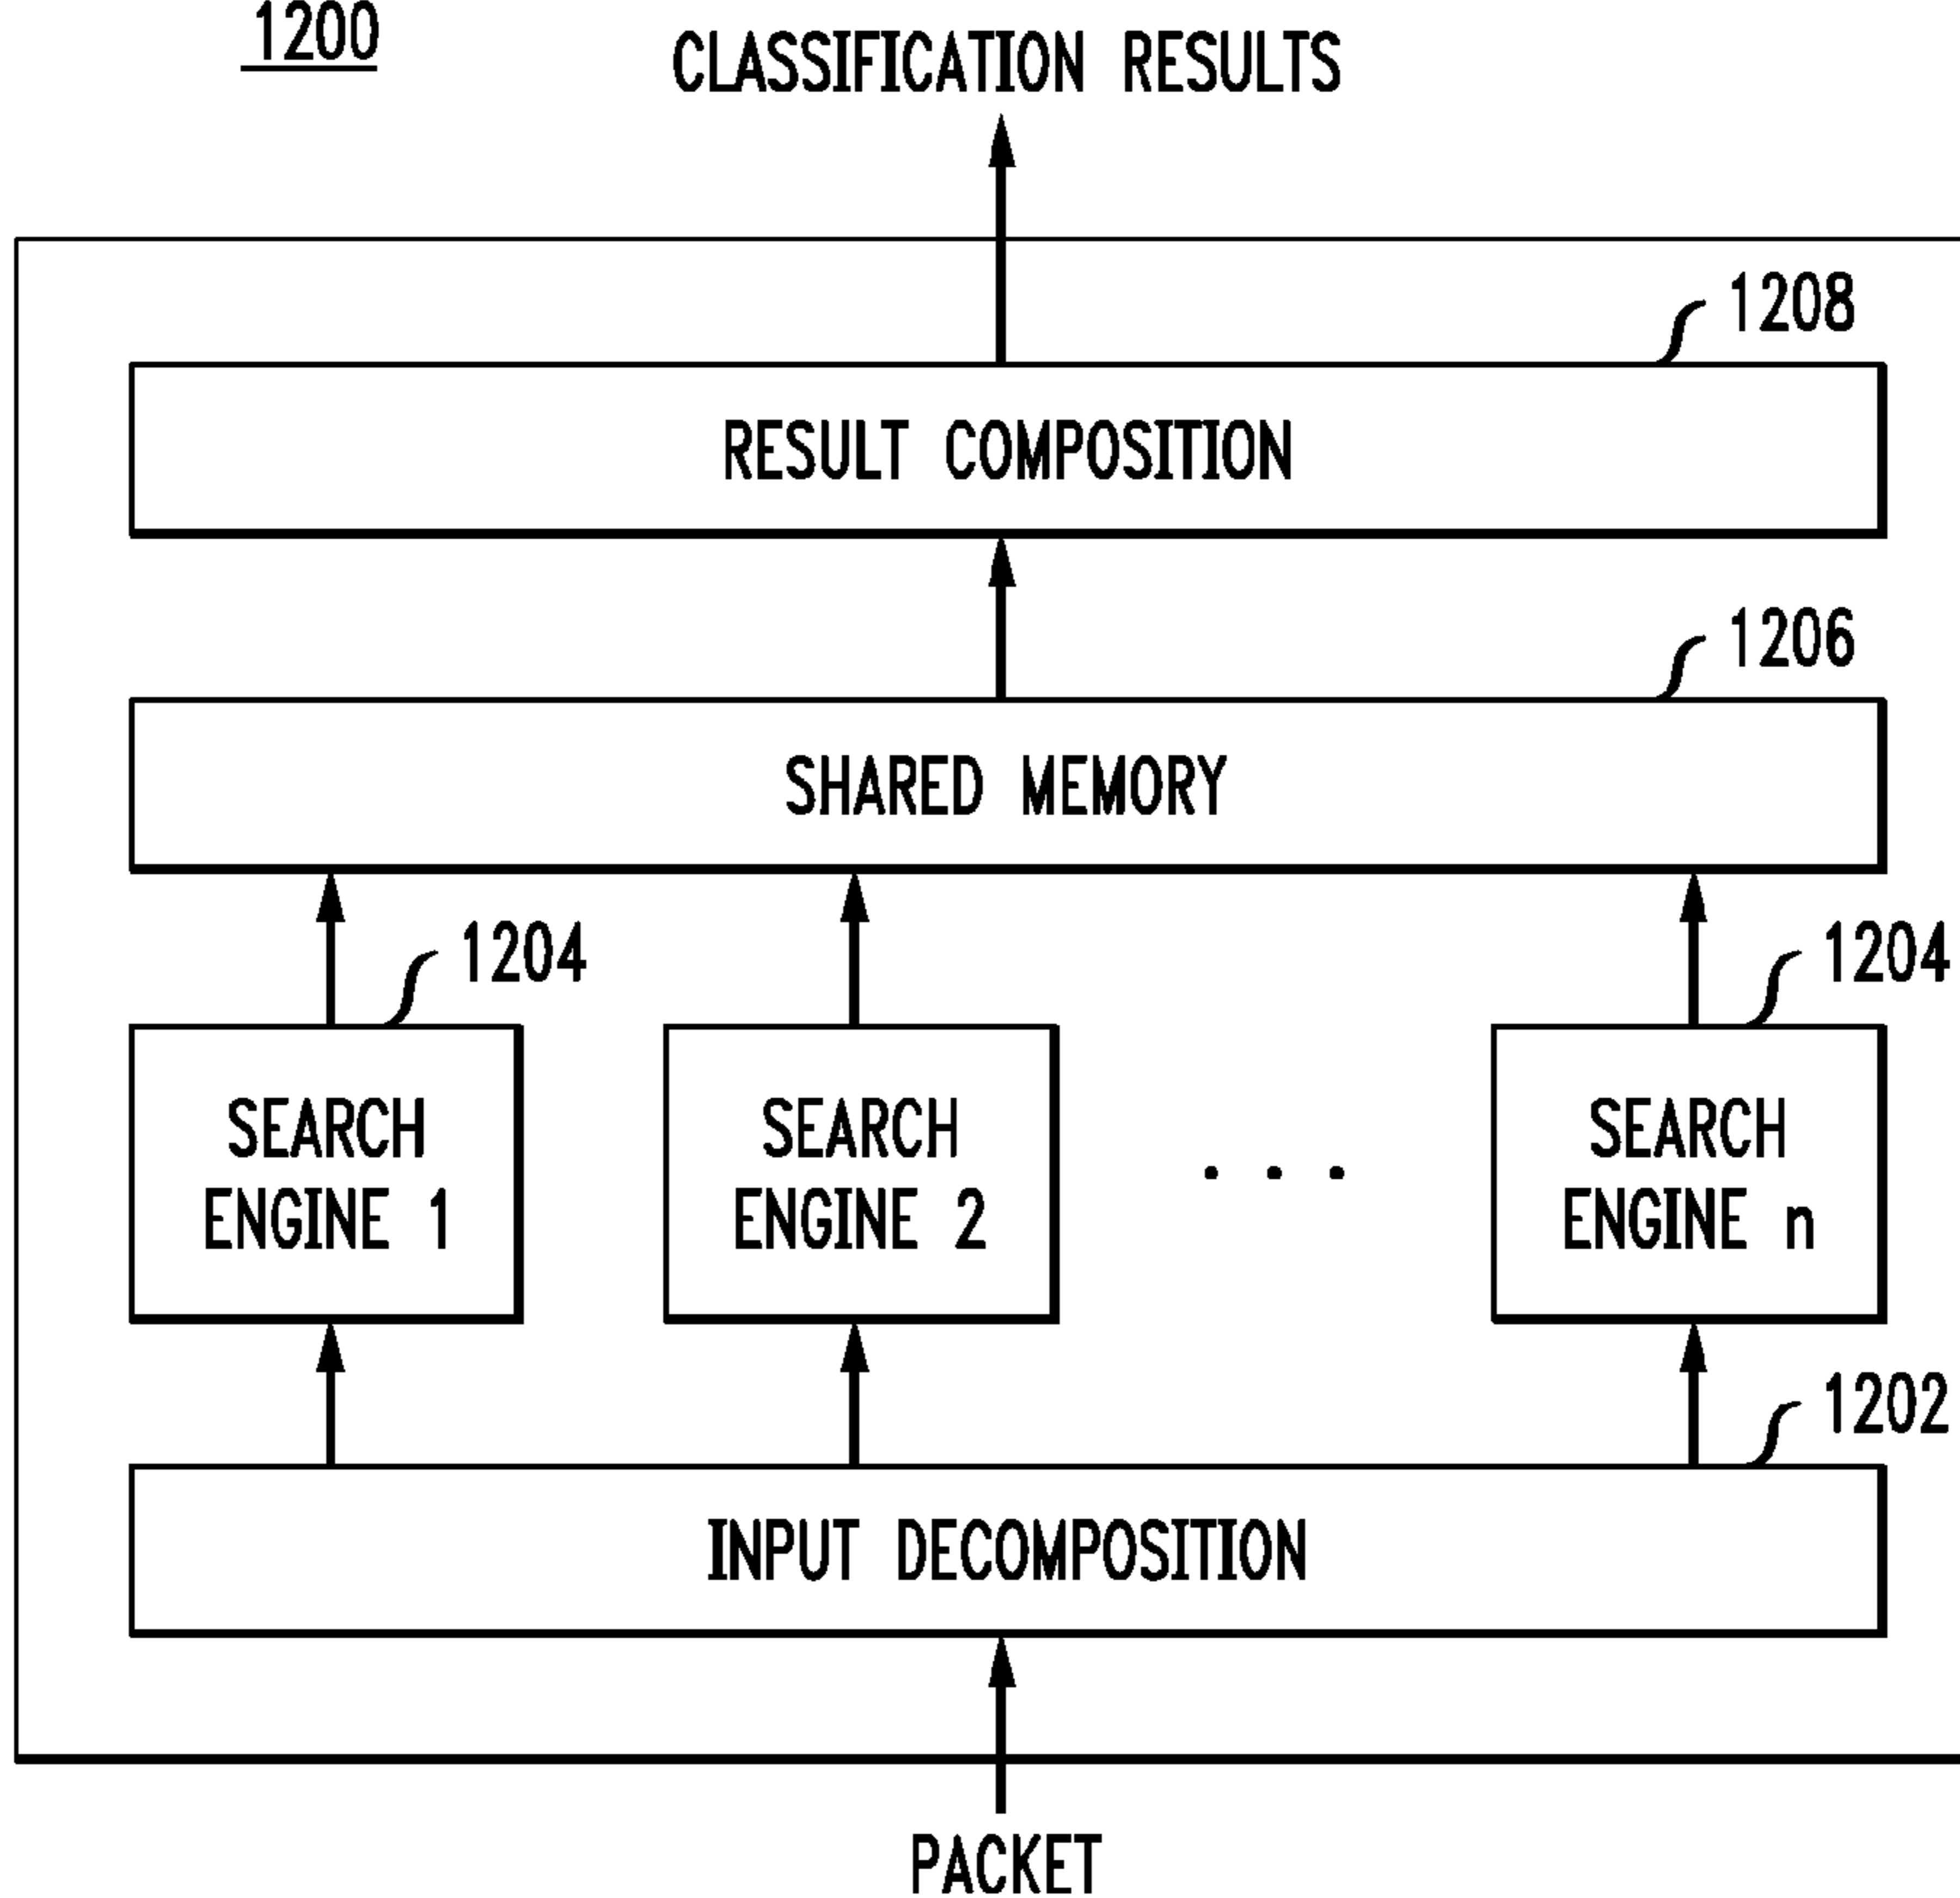 1200
CLASSIFICATION RESULTS
1208
RESULT COMPOSITION
1206
SHARED MEMORY
1204
1204
SEARCH
ENGINE 1
SEARCH
ENGINE 2
. . .
SEARCH
ENGINE n
1202
INPUT DECOMPOSITION
PACKET